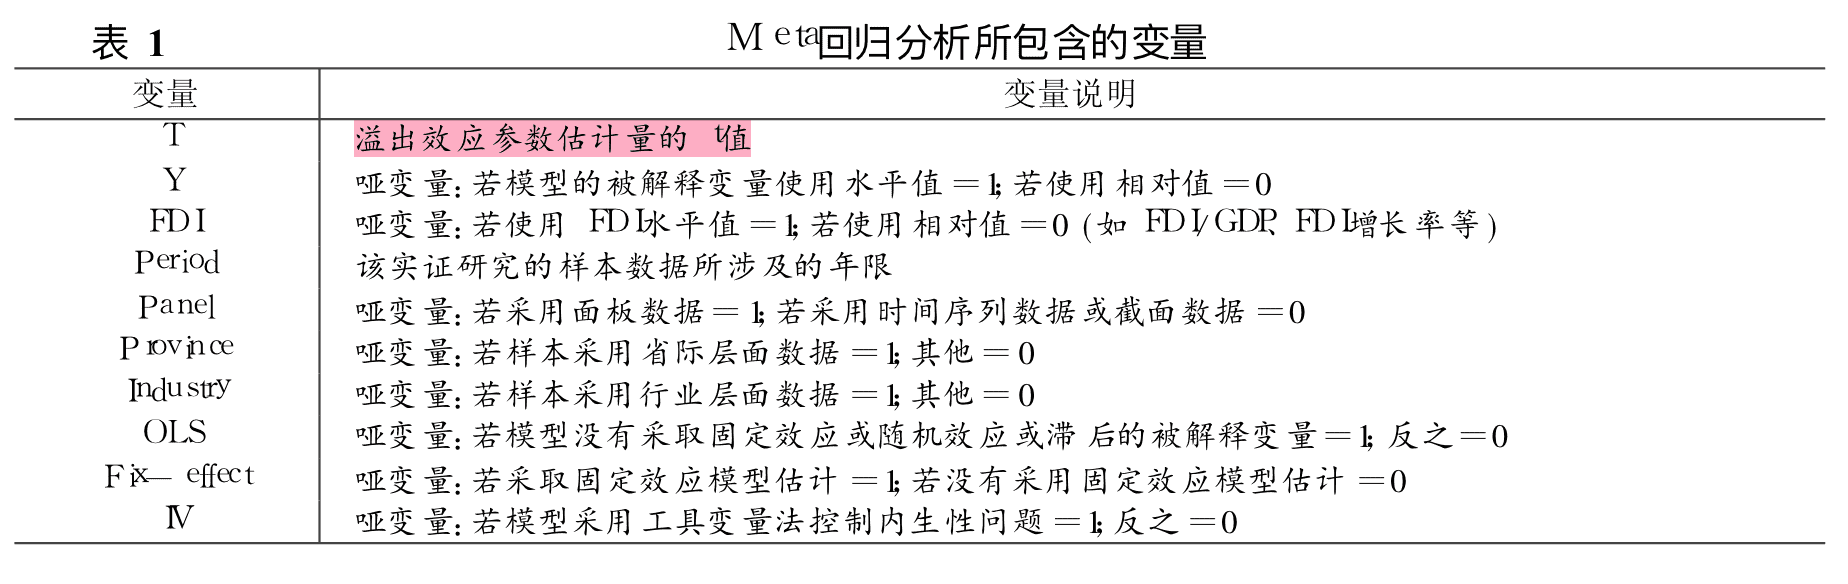 表 1 Meta回归分析所包含的变量
变量 变量说明
T 溢出效应参数估计量的 t值
Y 哑变量:若模型的被解释变量使用水平值=1;若使用相对值=0
FDI 哑变量:若使用 FDI水平值=1;若使用相对值=0 (如 FDI/GDP、FDI增长率等)
Period 该实证研究的样本数据所涉及的年限
Panel 哑变量:若采用面板数据=1;若采用时间序列数据或截面数据=0
Province 哑变量:若样本采用省际层面数据=1;其他=0
Industry 哑变量:若样本采用行业层面数据=1;其他=0
OLS 哑变量:若模型没有采取固定效应或随机效应或滞后的被解释变量=1;反之=0
Fix—effect 哑变量:若采取固定效应模型估计=1;若没有采用固定效应模型估计=0
IV 哑变量:若模型采用工具变量法控制内生性问题=1;反之=0